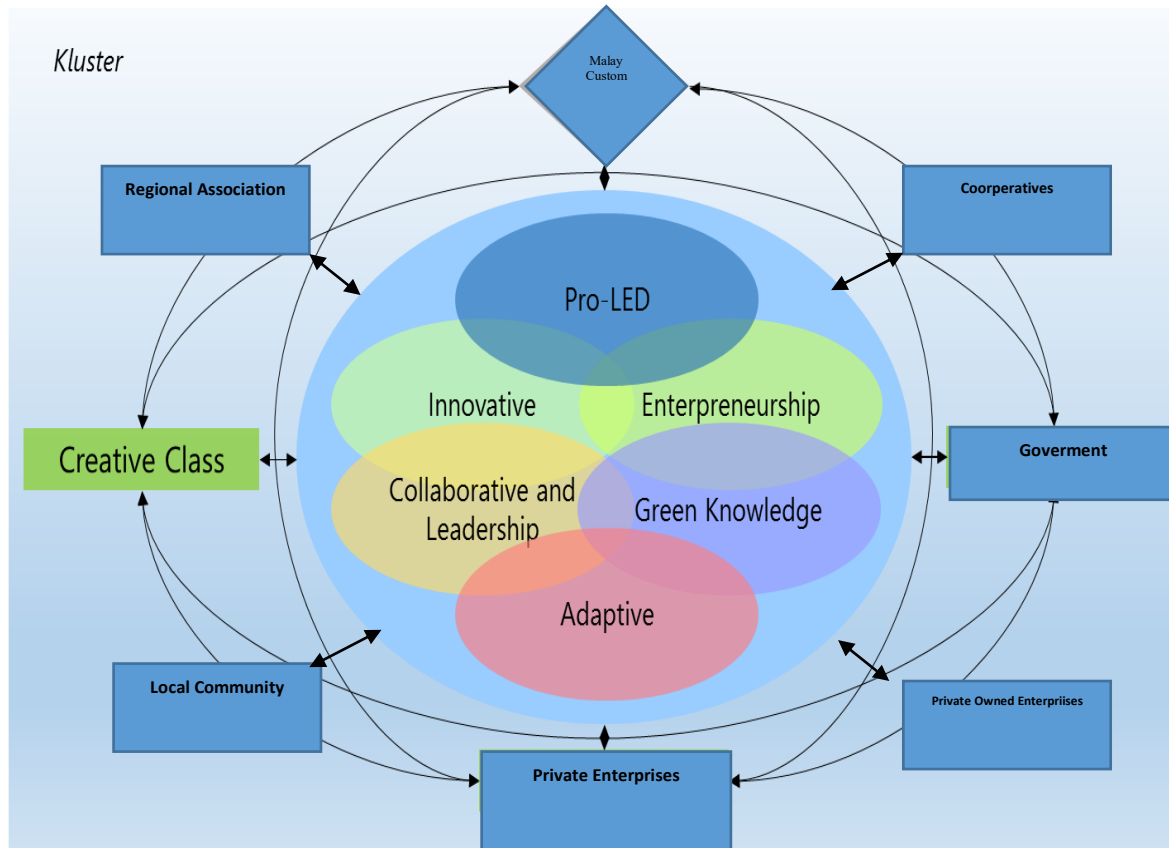 Kluster
Malay
Custom
Regional Association
Coorperatives
Pro-LED
Innovative
Enterpreneurship
Creative Class
Goverment
Collaborative and
Leadership
Green Knowledge
Adaptive
Local Community
Private Owned Enterpriises
Private Enterprises